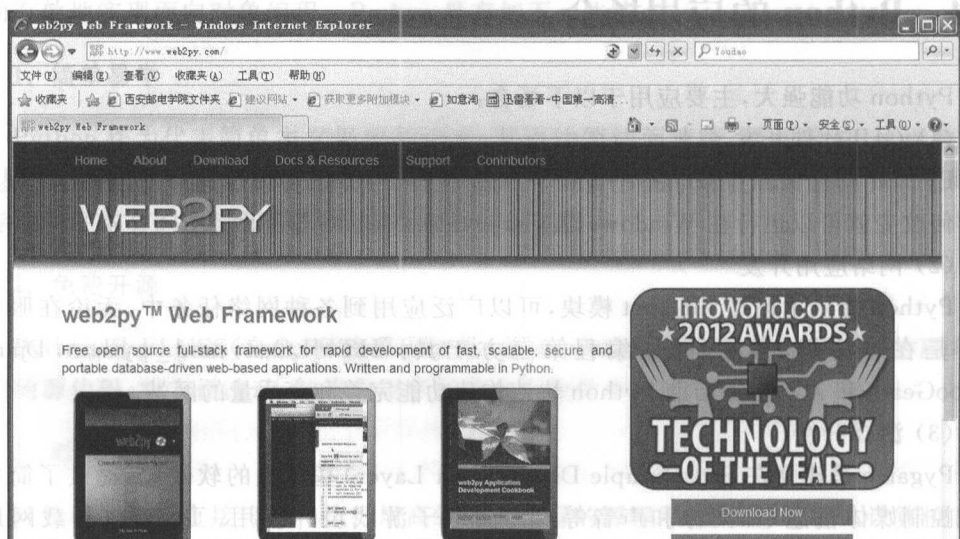 web2py Web Framework - Windows Internet Explorer
http://www.web2py.com/
Youdao
文件(F) 编辑(E) 查看(V) 收藏夹(A) 工具(T) 帮助(H)
收藏夹 西安邮电学院文件夹 建议网站 获取更多附加模块 如意淘 迅雷看看-中国第一高清...
web2py Web Framework
页面(P) 安全(S) 工具(O)
Home About Download Docs & Resources Support Contributors
WEB2PY
web2py™ Web Framework
Free open source full-stack framework for rapid development of fast, scalable, secure and
portable database-driven web-based applications. Written and programmable in Python.
web2py Application
Development Cookbook
InfoWorld.com
2012 AWARDS
TECHNOLOGY
OF THE YEAR
Download Now